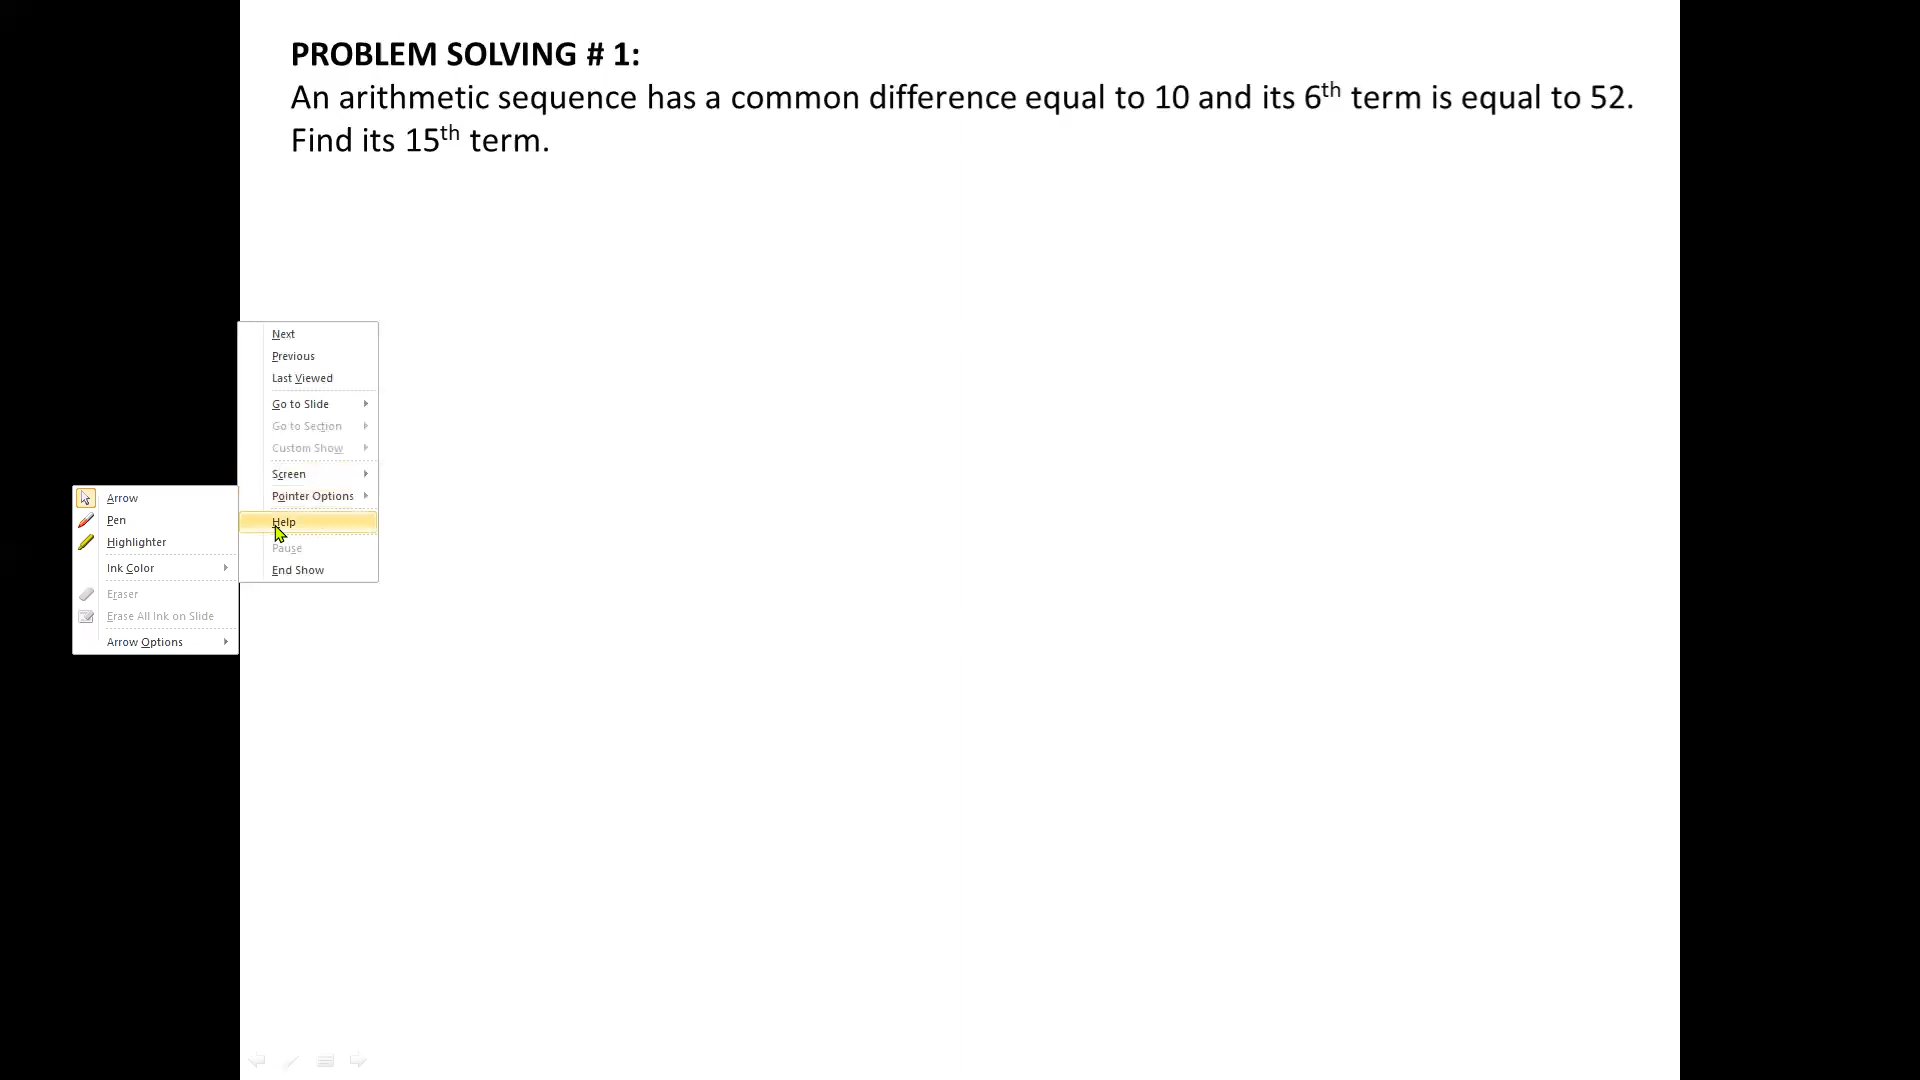 PROBLEM SOLVING # 1:
An arithmetic sequence has a common difference equal to 10 and its 6th term is equal to 52.
Find its 15th term.
Next
Previous
Last Viewed
Go to Slide
Go to Section
Custom Show
Screen
Pointer Options
Help
Pause
End Show
Arrow
Pen
Highlighter
Ink Color
Eraser
Erase All Ink on Slide
Arrow Options